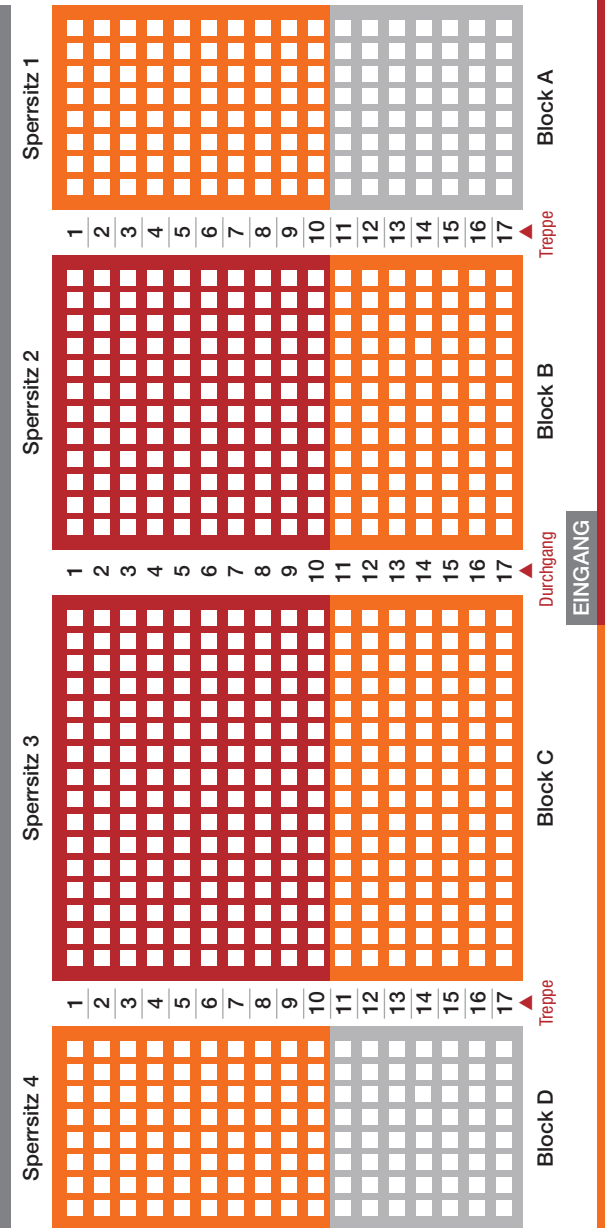 Sperrsitz 4 Sperrsitz 3 Sperrsitz 2 Sperrsitz 1
1 1 1
2 2 2
3 3 3
4 4 4
5 5 5
6 6 6
7 7 7
8 8 8
9 9 9
10 10 10
11 11 11
12 12 12
13 13 13
14 14 14
15 15 15
16 16 16
17 17 17
Block D Treppe Block C Durchgang Block B Treppe Block A
EINGANG